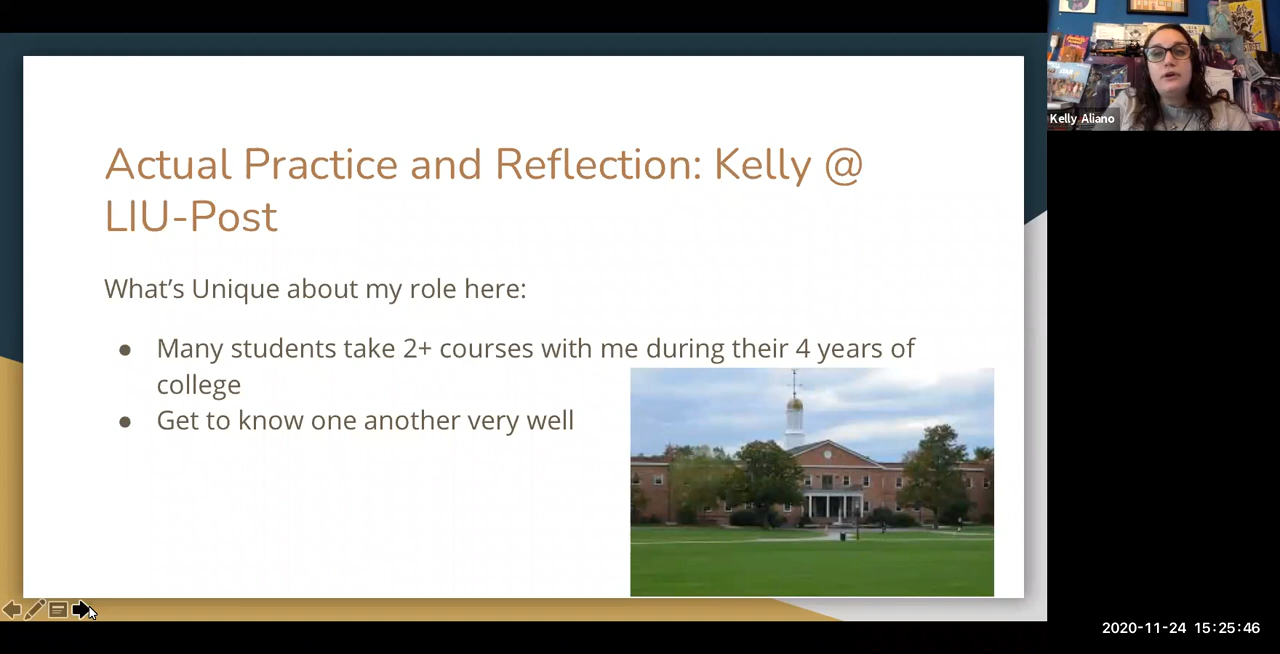 Actual Practice and Reflection: Kelly @
LIU-Post
What's Unique about my role here:
● Many students take 2+ courses with me during their 4 years of
college
● Get to know one another very well
Kelly Aliano
2020-11-24 15:25:46